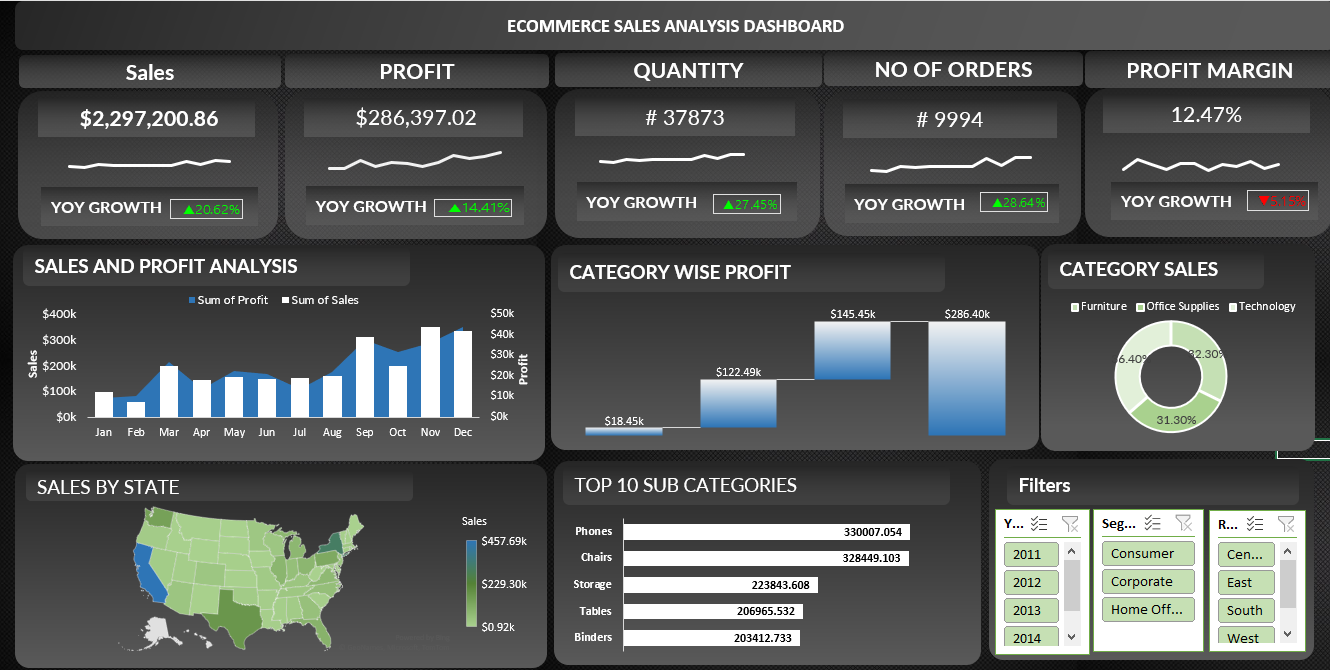 ECOMMERCE SALES ANALYSIS DASHBOARD
Sales
PROFIT
QUANTITY
NO OF ORDERS
PROFIT MARGIN
$2,297,200.86
$286,397.02
# 37873
# 9994
12.47%
YOY GROWTH ▲20.62%
YOY GROWTH ▲14.41%
YOY GROWTH ▲27.45%
YOY GROWTH ▲28.64%
YOY GROWTH
SALES AND PROFIT ANALYSIS
Sum of Profit Sum of Sales
$400k
$300k
$200k
$100k
$0k
Sales
$50k
$40k
$30k
$20k
$10k
$0k
Profit
Jan Feb Mar Apr May Jun Jul Aug Sep Oct Nov Dec
CATEGORY WISE PROFIT
$18.45k
$122.49k
$145.45k
$286.40k
CATEGORY SALES
Furniture Office Supplies Technology
6.40%
32.30%
31.30%
SALES BY STATE
Sales
$457.69k
$229.30k
$0.92k
TOP 10 SUB CATEGORIES
Phones 330007.054
Chairs 328449.103
Storage 223843.608
Tables 206965.532
Binders 203412.733
Filters
Y...
2011
2012
2013
2014
Seg...
Consumer
Corporate
Home Off...
R...
Cen...
East
South
West